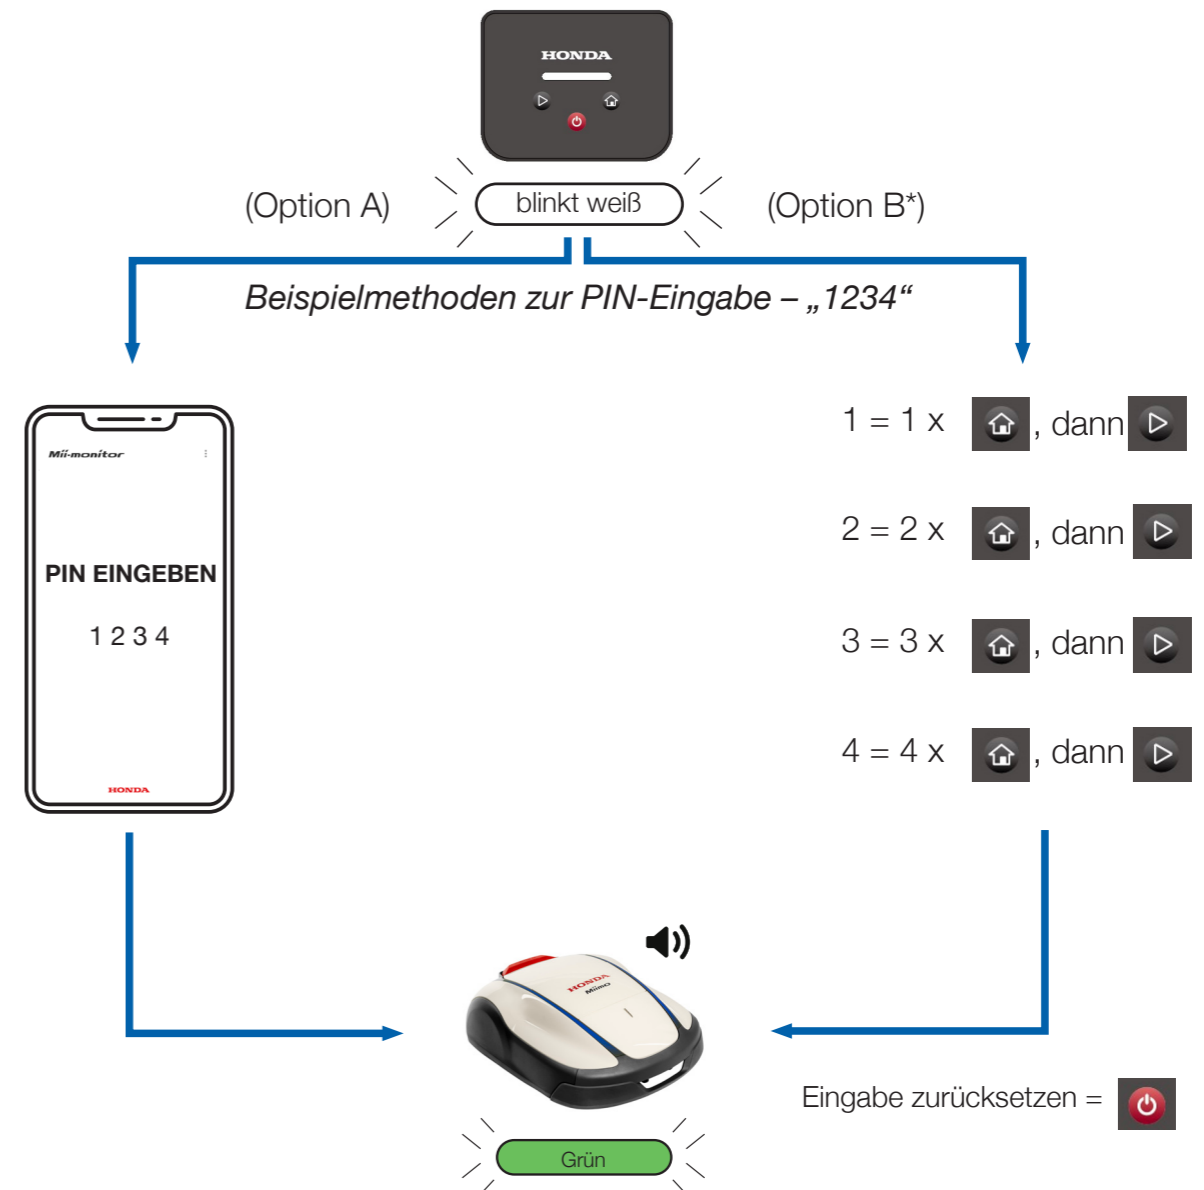 HONDA
blinkt weiß
(Option A)
(Option B*)
Beispielmethoden zur PIN-Eingabe – „1234“
Mii-monitor
PIN EINGEBEN
1 2 3 4
HONDA
1 = 1 x , dann
2 = 2 x , dann
3 = 3 x , dann
4 = 4 x , dann
HONDA
Miimo
Eingabe zurücksetzen =
Grün